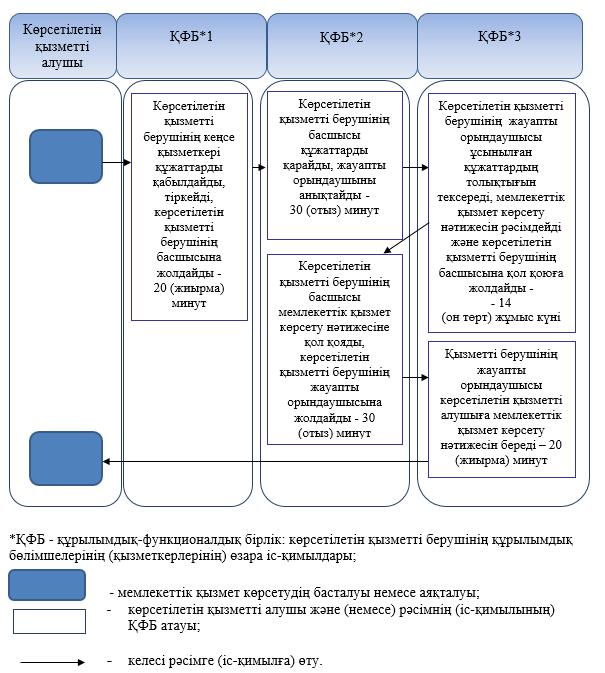 Көрсетілетін
қызметті
алушы
ҚФБ*1
ҚФБ*2
ҚФБ*3
Көрсетілетін
қызметті
берушінің кеңсе
қызметкері
құжаттарды
қабылдайды,
тіркейді,
көрсетілетін
қызметті
берушінің
басшысына
жолдайды -
20 (жиырма)
минут
Көрсетілетін
қызметті берушінің
басшысы
құжаттарды
қарайды, жауапты
орындаушыны
анықтайды -
30 (отыз) минут
Көрсетілетін қызметті
берушінің жауапты
орындаушысы
ұсынылған
құжаттардың
толықтығын
тексереді, мемлекеттік
қызмет көрсету
нәтижесін рәсімдейді
және көрсетілетін
қызметті берушінің
басшысына қол қоюға
жолдайды -
- 14
(он төрт) жұмыс күні
Көрсетілетін
қызметті берушінің
басшысы
мемлекеттік қызмет
көрсету нәтижесіне
қол қояды,
көрсетілетін
қызметті берушінің
жауапты
орындаушысына
жолдайды - 30
(отыз) минут
Қызметті берушінің
жауапты
орындаушысы
көрсетілетін қызметті
алушыға мемлекеттік
қызмет көрсету
нәтижесін береді – 20
(жиырма) минут
*ҚФБ - құрылымдық-функционалдық бірлік: көрсетілетін қызметті берушінің құрылымдық
бөлімшелерінің (қызметкерлерінің) өзара іс-қимылдары;
- мемлекеттік қызмет көрсетудің басталуы немесе аяқталуы;
- көрсетілетін қызметті алушы және (немесе) рәсімнің (іс-қимылының)
ҚФБ атауы;
- келесі рәсімге (іс-қимылға) өту.